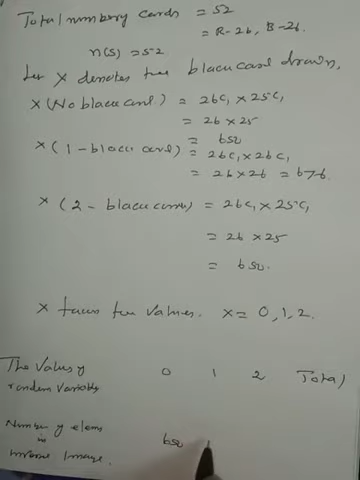 Total number cards = 52
= R-26, B-26.
n(s) = 52
Let X denotes the black card drawn,
X (No black card) = 26C₁ × 25C₁
= 26 × 25
= 650
X (1 - black card) = 26C₁ × 26C₁
= 26 × 26 = 676.
X (2 - black cards) = 26C₁ × 25C₁
= 26 × 25
= 650.
X takes the values. X = 0, 1, 2.
The Values of 0 1 2 Total
random Variable
Number of elems 650
in
inverse Image.